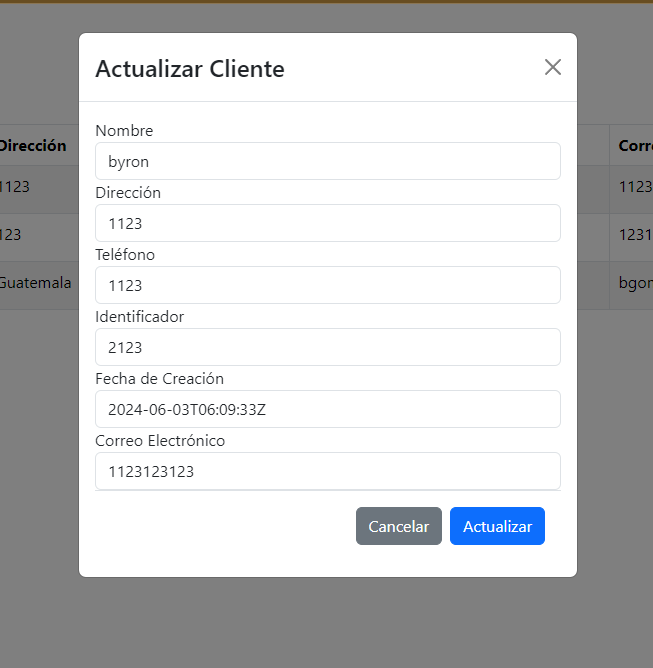 Actualizar Cliente
Nombre
byron
Dirección
1123
Teléfono
1123
Identificador
2123
Fecha de Creación
2024-06-03T06:09:33Z
Correo Electrónico
1123123123
Cancelar Actualizar
Dirección Corr
1123 1123
123 1231
Guatemala bgo